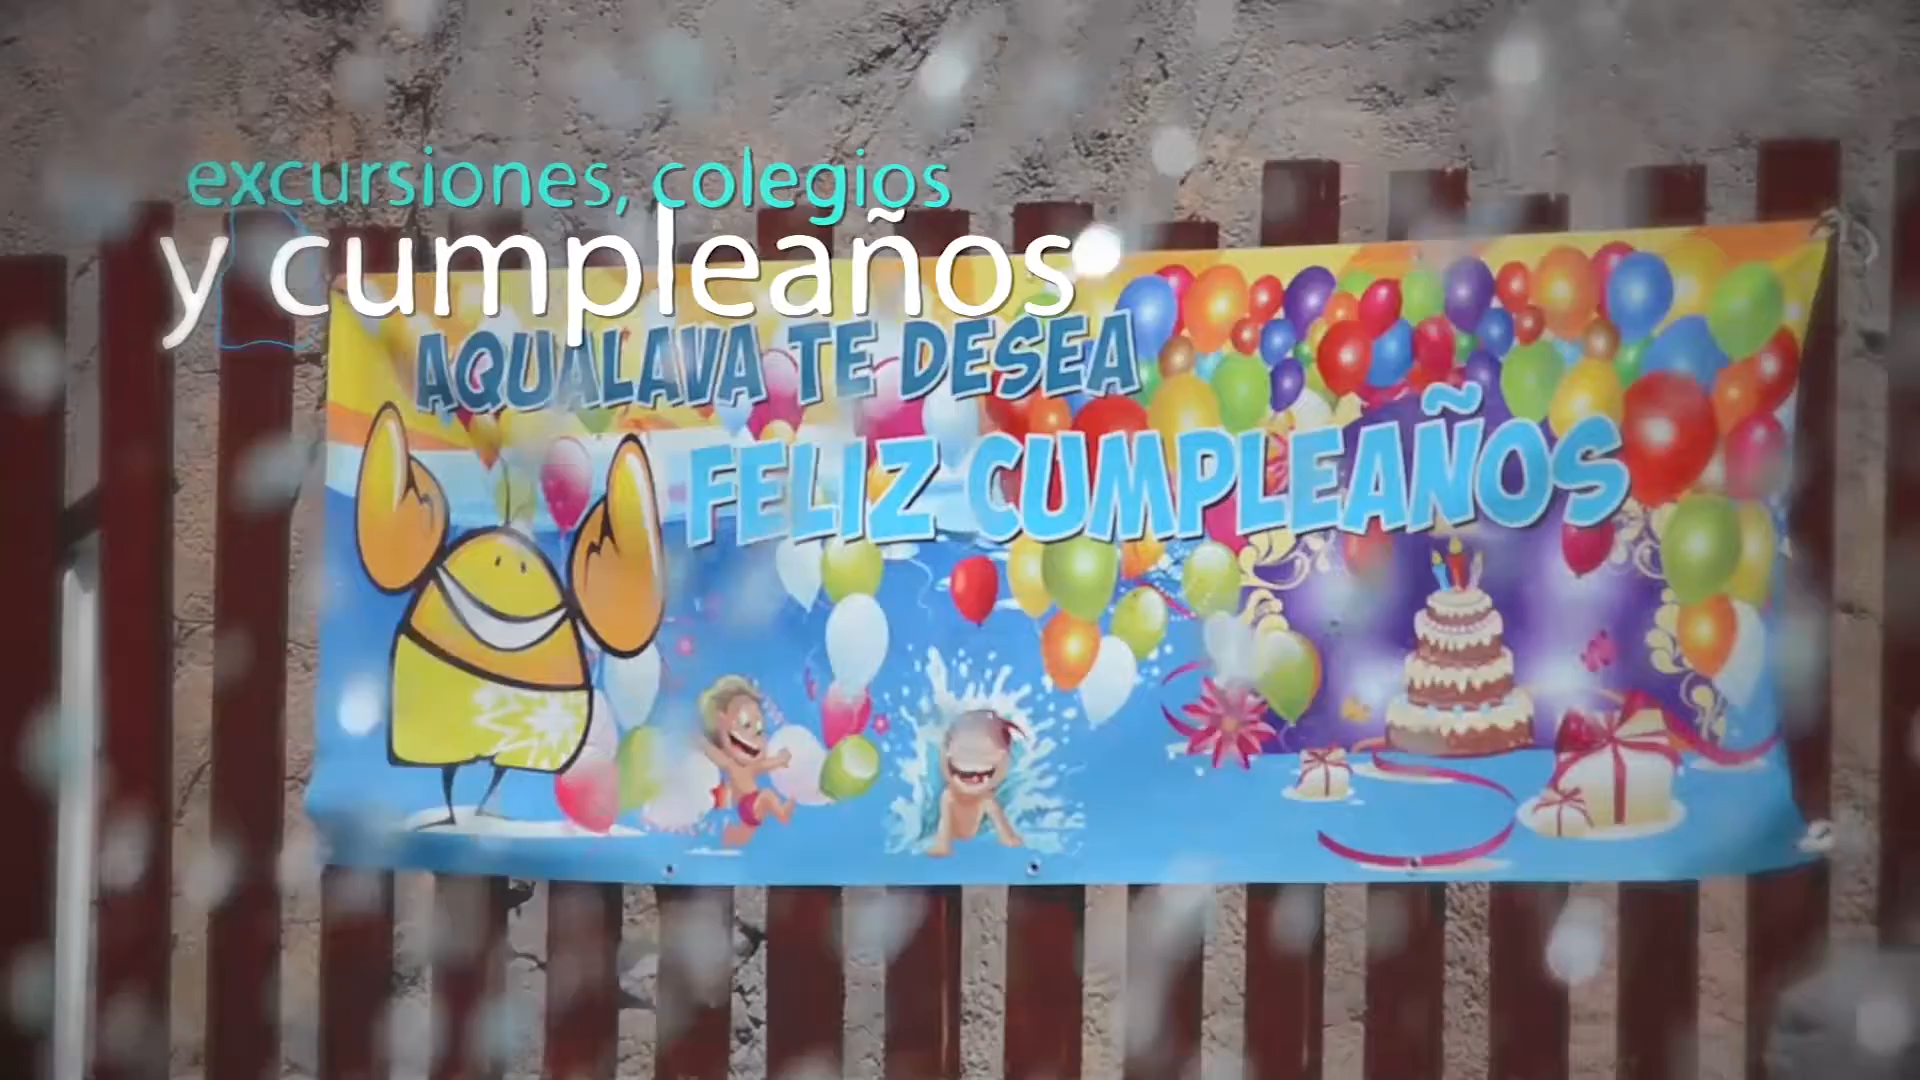 excursiones, colegios
y cumpleaños
AQUALAVA TE DESEA
FELIZ CUMPLEAÑOS